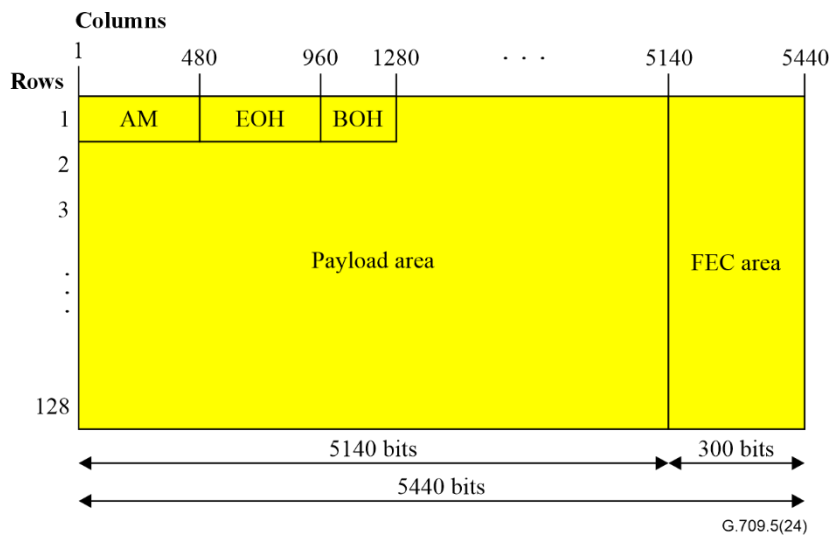 Columns
1 480 960 1280 . . . 5140 5440
Rows
1 AM EOH BOH
2
3
Payload area FEC area
.
.
.
128
5140 bits 300 bits
5440 bits
G.709.5(24)